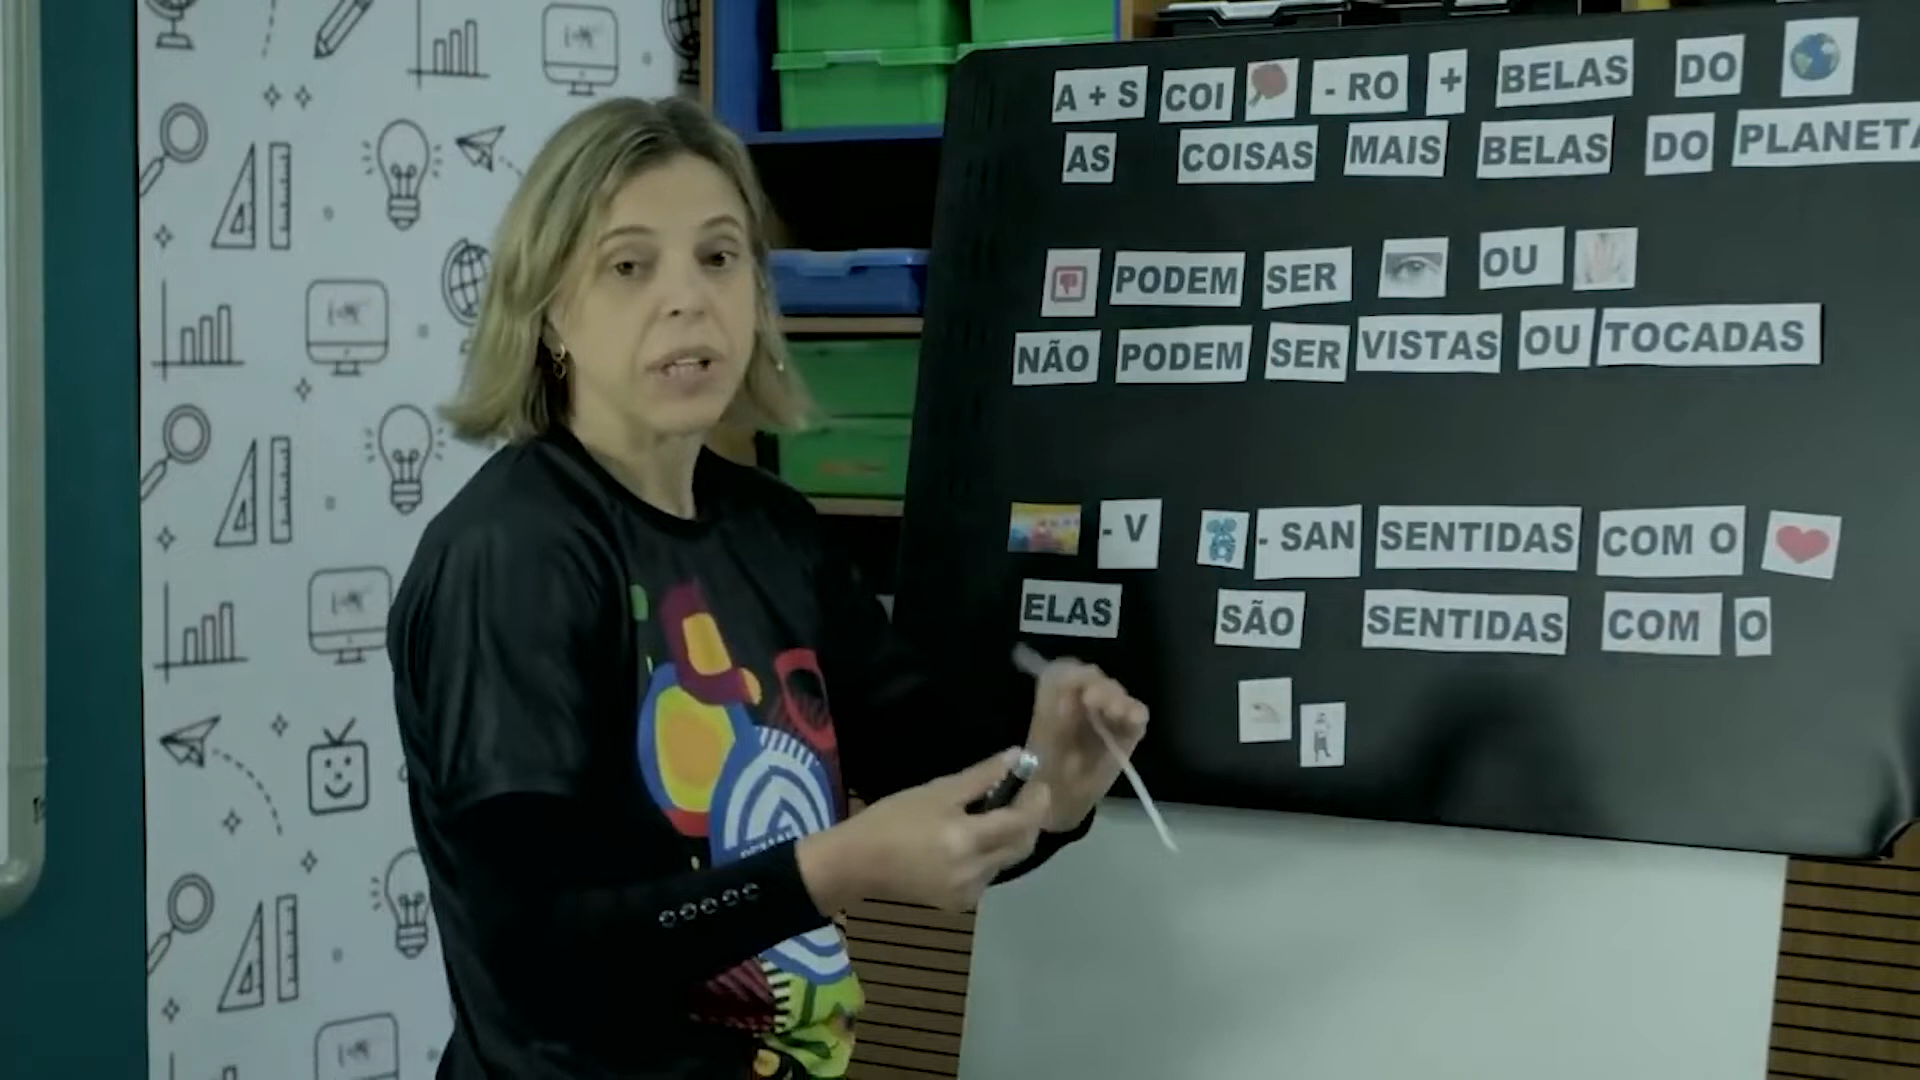 A + S COI - RO + BELAS DO
AS COISAS MAIS BELAS DO PLANETA
PODEM SER OU
NÃO PODEM SER VISTAS OU TOCADAS
- V - SAN SENTIDAS COM O
ELAS SÃO SENTIDAS COM O